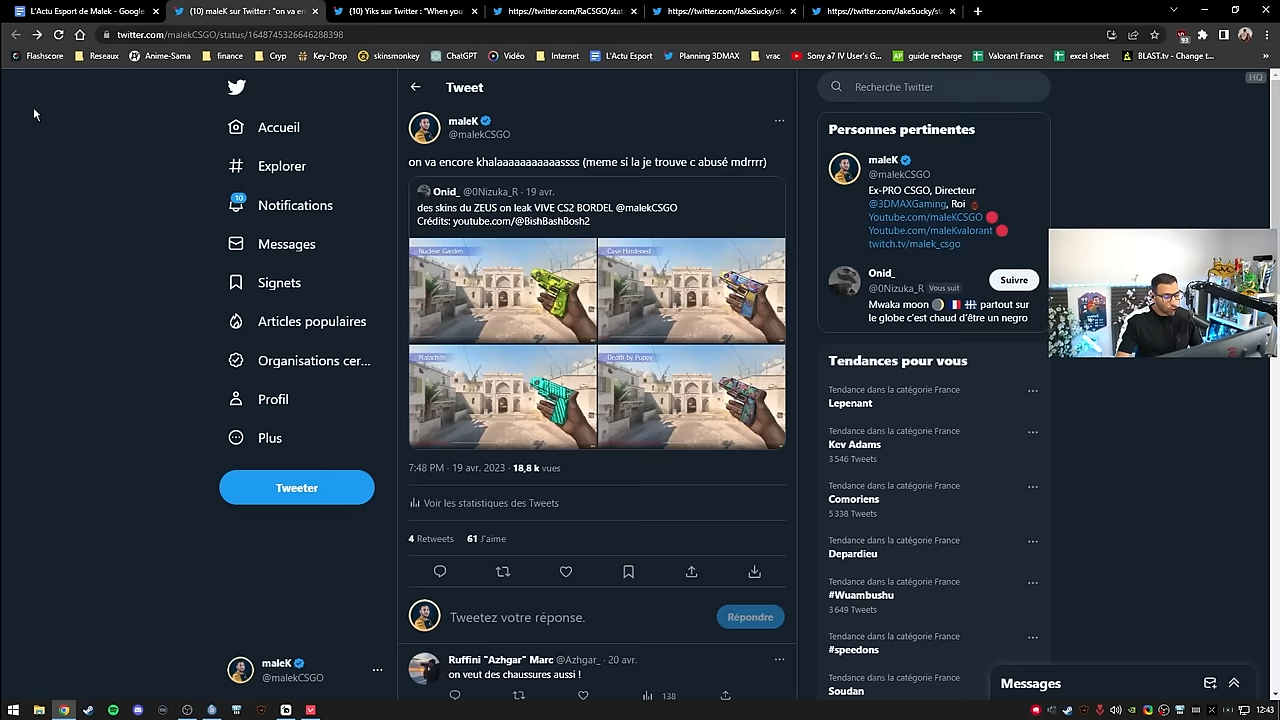 L'Actu Esport de Malek - Google
(10) maleK sur Twitter : "on va en
(10) Yiks sur Twitter : "When you
https://twitter.com/RaCSGO/stat
https://twitter.com/JakeSucky/sta
https://twitter.com/JakeSucky/sta
twitter.com/malekCSGO/status/1648745326646288398
Flashscore
Resaux
Anime-Sama
finance
Cryp
Key-Drop
skinsmonkey
ChatGPT
Vidéo
Internet
L'Actu Esport
Planning 3DMAX
vrac
Sony a7 IV User's G...
guide recharge
Valorant France
excel sheet
BLAST.tv - Change t...
HQ
Accueil
Explorer
10
Notifications
Messages
Signets
Articles populaires
Organisations cer...
Profil
Plus
Tweeter
maleK
@malekCSGO
Tweet
maleK
@malekCSGO
on va encore khalaaaaaaaaaaassss (meme si la je trouve c abusé mdrrrr)
Onid_ @0Nizuka_R · 19 avr.
des skins du ZEUS on leak VIVE CS2 BORDEL @malekCSGO
Crédits: youtube.com/@BishBashBosh2
Nuclear Garden
Case Hardened
Malachite
Death by Puppy
7:48 PM · 19 avr. 2023 · 18,8 k vues
Voir les statistiques des Tweets
4 Retweets 61 J'aime
Tweetez votre réponse.
Répondre
Ruffini "Azhgar" Marc @Azhgar_ · 20 avr.
on veut des chaussures aussi !
138
Recherche Twitter
Personnes pertinentes
maleK
@malekCSGO
Ex-PRO CSGO, Directeur
@3DMAXGaming, Roi
Youtube.com/maleKCSGO
Youtube.com/maleKvalorant
twitch.tv/malek_csgo
Onid_
@0Nizuka_R Vous suit
Suivre
Mwaka moon partout sur
le globe c'est chaud d'être un negro
Tendances pour vous
Tendance dans la catégorie France
Lepenant
Tendance dans la catégorie France
Kev Adams
3 546 Tweets
Tendance dans la catégorie France
Comoriens
5 338 Tweets
Tendance dans la catégorie France
Depardieu
Tendance dans la catégorie France
#Wuambushu
3 649 Tweets
Tendance dans la catégorie France
#speedons
Tendance dans la catégorie France
Soudan
Messages
12:43